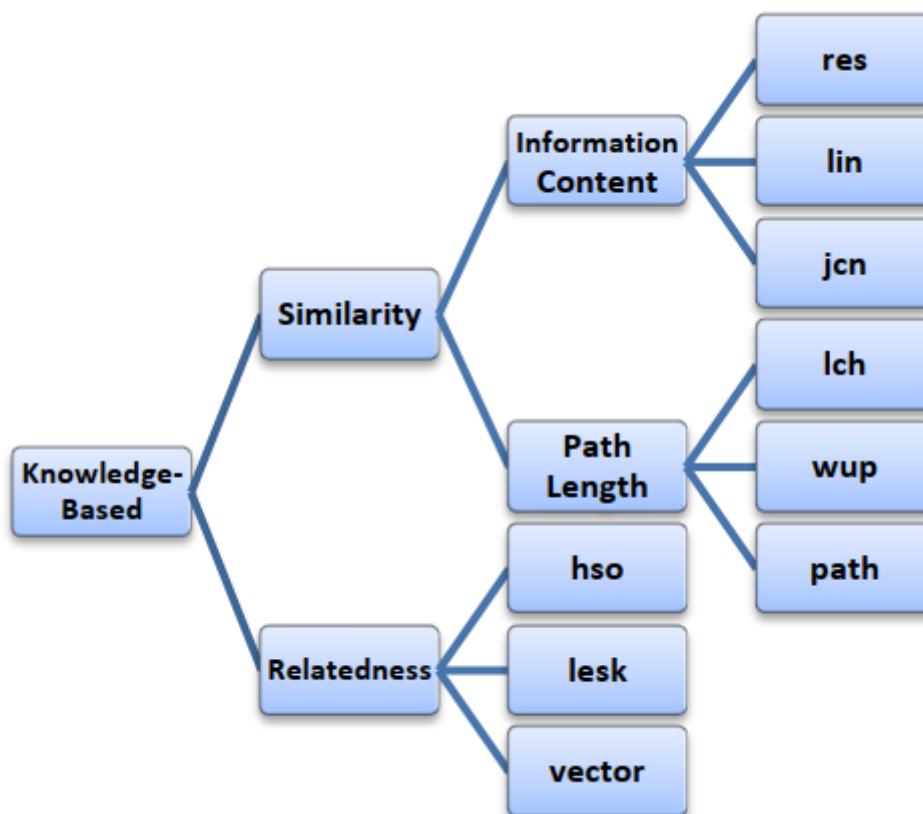 Knowledge-
Based
Similarity
Information
Content
res
lin
jcn
Path
Length
lch
wup
path
Relatedness
hso
lesk
vector